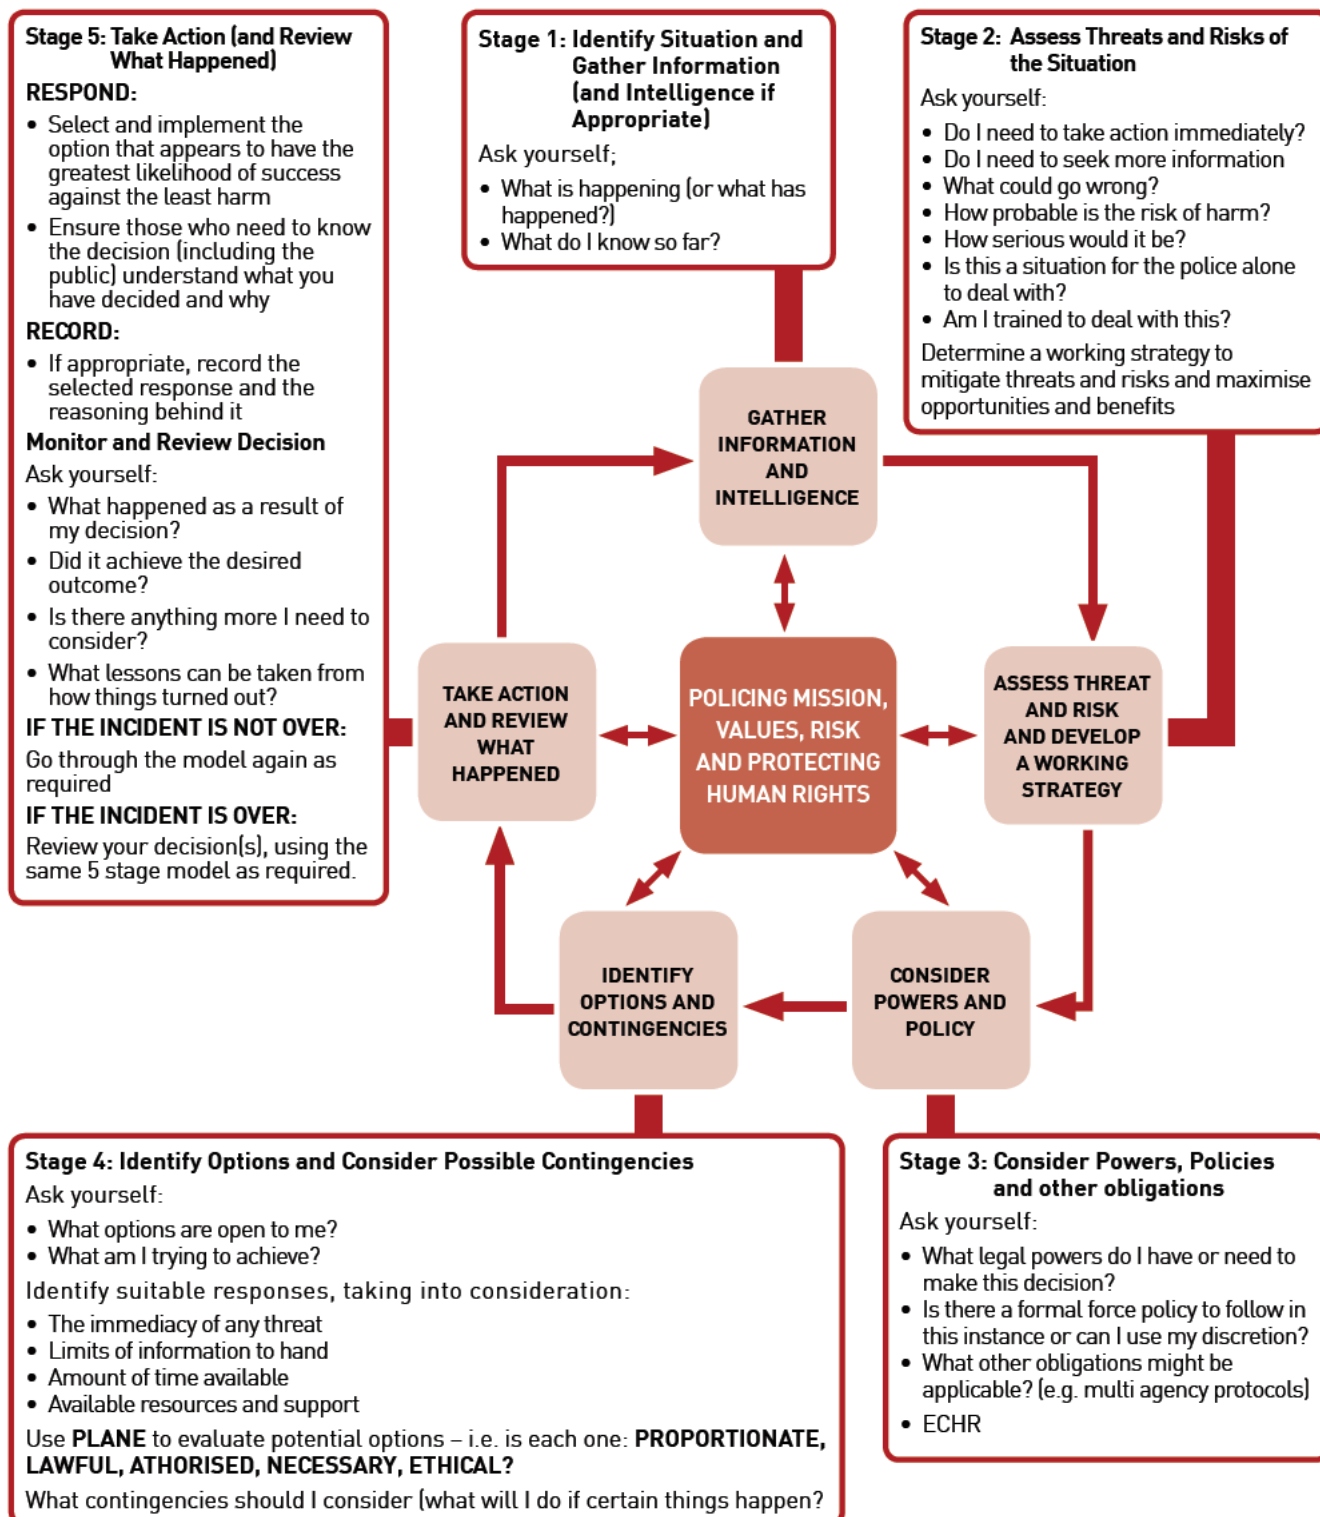 Stage 5: Take Action (and Review
What Happened)
RESPOND:
• Select and implement the
option that appears to have the
greatest likelihood of success
against the least harm
• Ensure those who need to know
the decision (including the
public) understand what you
have decided and why
RECORD:
• If appropriate, record the
selected response and the
reasoning behind it
Monitor and Review Decision
Ask yourself:
• What happened as a result of
my decision?
• Did it achieve the desired
outcome?
• Is there anything more I need to
consider?
• What lessons can be taken from
how things turned out?
IF THE INCIDENT IS NOT OVER:
Go through the model again as
required
IF THE INCIDENT IS OVER:
Review your decision(s), using the
same 5 stage model as required.
Stage 1: Identify Situation and
Gather Information
(and Intelligence if
Appropriate)
Ask yourself;
• What is happening (or what has
happened?)
• What do I know so far?
Stage 2: Assess Threats and Risks of
the Situation
Ask yourself:
• Do I need to take action immediately?
• Do I need to seek more information
• What could go wrong?
• How probable is the risk of harm?
• How serious would it be?
• Is this a situation for the police alone
to deal with?
• Am I trained to deal with this?
Determine a working strategy to
mitigate threats and risks and maximise
opportunities and benefits
GATHER
INFORMATION
AND
INTELLIGENCE
TAKE ACTION
AND REVIEW
WHAT
HAPPENED
POLICING MISSION,
VALUES, RISK
AND PROTECTING
HUMAN RIGHTS
ASSESS THREAT
AND RISK
AND DEVELOP
A WORKING
STRATEGY
IDENTIFY
OPTIONS AND
CONTINGENCIES
CONSIDER
POWERS AND
POLICY
Stage 4: Identify Options and Consider Possible Contingencies
Ask yourself:
• What options are open to me?
• What am I trying to achieve?
Identify suitable responses, taking into consideration:
• The immediacy of any threat
• Limits of information to hand
• Amount of time available
• Available resources and support
Use PLANE to evaluate potential options – i.e. is each one: PROPORTIONATE,
LAWFUL, ATHORISED, NECESSARY, ETHICAL?
What contingencies should I consider (what will I do if certain things happen?
Stage 3: Consider Powers, Policies
and other obligations
Ask yourself:
• What legal powers do I have or need to
make this decision?
• Is there a formal force policy to follow in
this instance or can I use my discretion?
• What other obligations might be
applicable? (e.g. multi agency protocols)
• ECHR